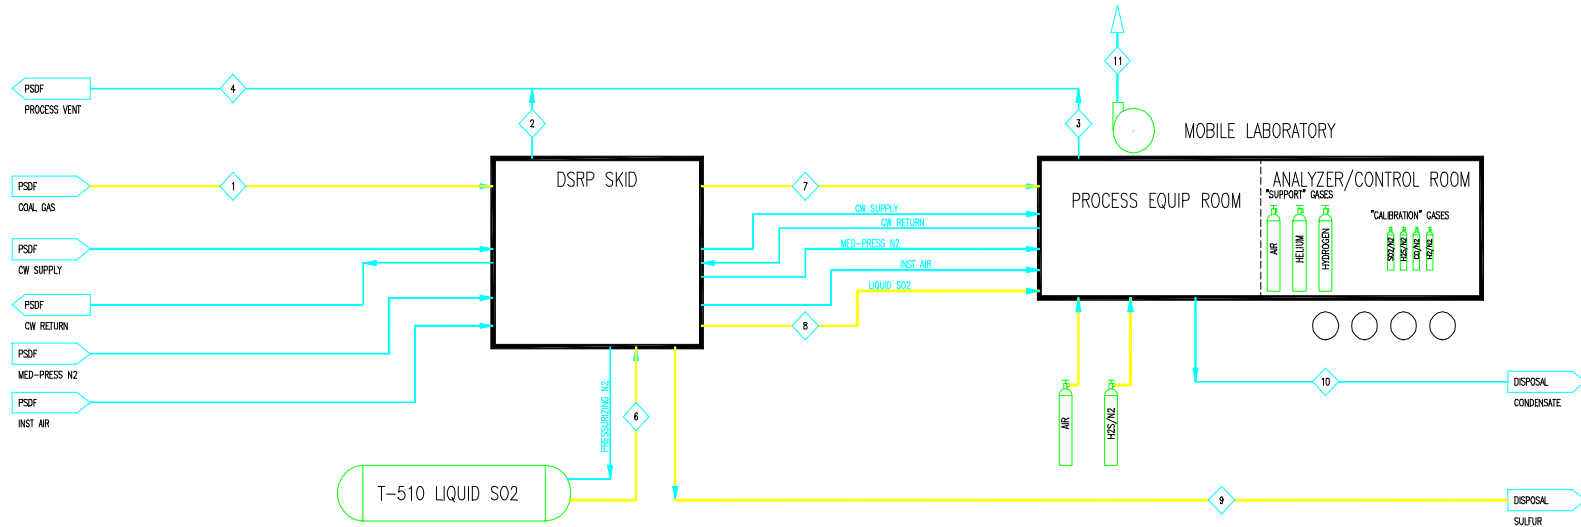 11
PSDF
4
PROCESS VENT
2
3
MOBILE LABORATORY
PSDF
1
COAL GAS
DSRP SKID
7
PROCESS EQUIP ROOM
ANALYZER/CONTROL ROOM
"SUPPORT" GASES
"CALIBRATION" GASES
AIR
HELIUM
HYDROGEN
SO2/N2
H2S/N2
CO/N2
H2/N2
CW SUPPLY
CW RETURN
MED-PRESS N2
INST AIR
LIQUID SO2
8
PSDF
CW SUPPLY
PSDF
CW RETURN
PSDF
MED-PRESS N2
PSDF
INST AIR
PRESSURIZING N2
6
AIR
H2S/N2
10
DISPOSAL
CONDENSATE
T-510 LIQUID SO2
9
DISPOSAL
SULFUR